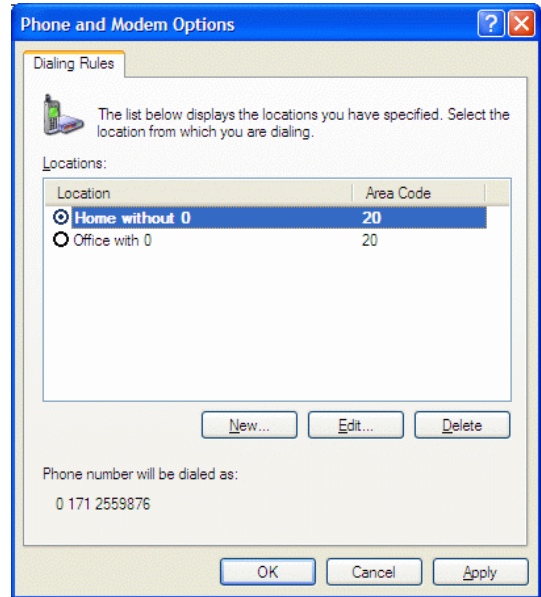 Phone and Modem Options
Dialing Rules
The list below displays the locations you have specified. Select the
location from which you are dialing.
Locations:
Location Area Code
Home without 0 20
Office with 0 20
New... Edit... Delete
Phone number will be dialed as:
0 171 2559876
OK Cancel Apply